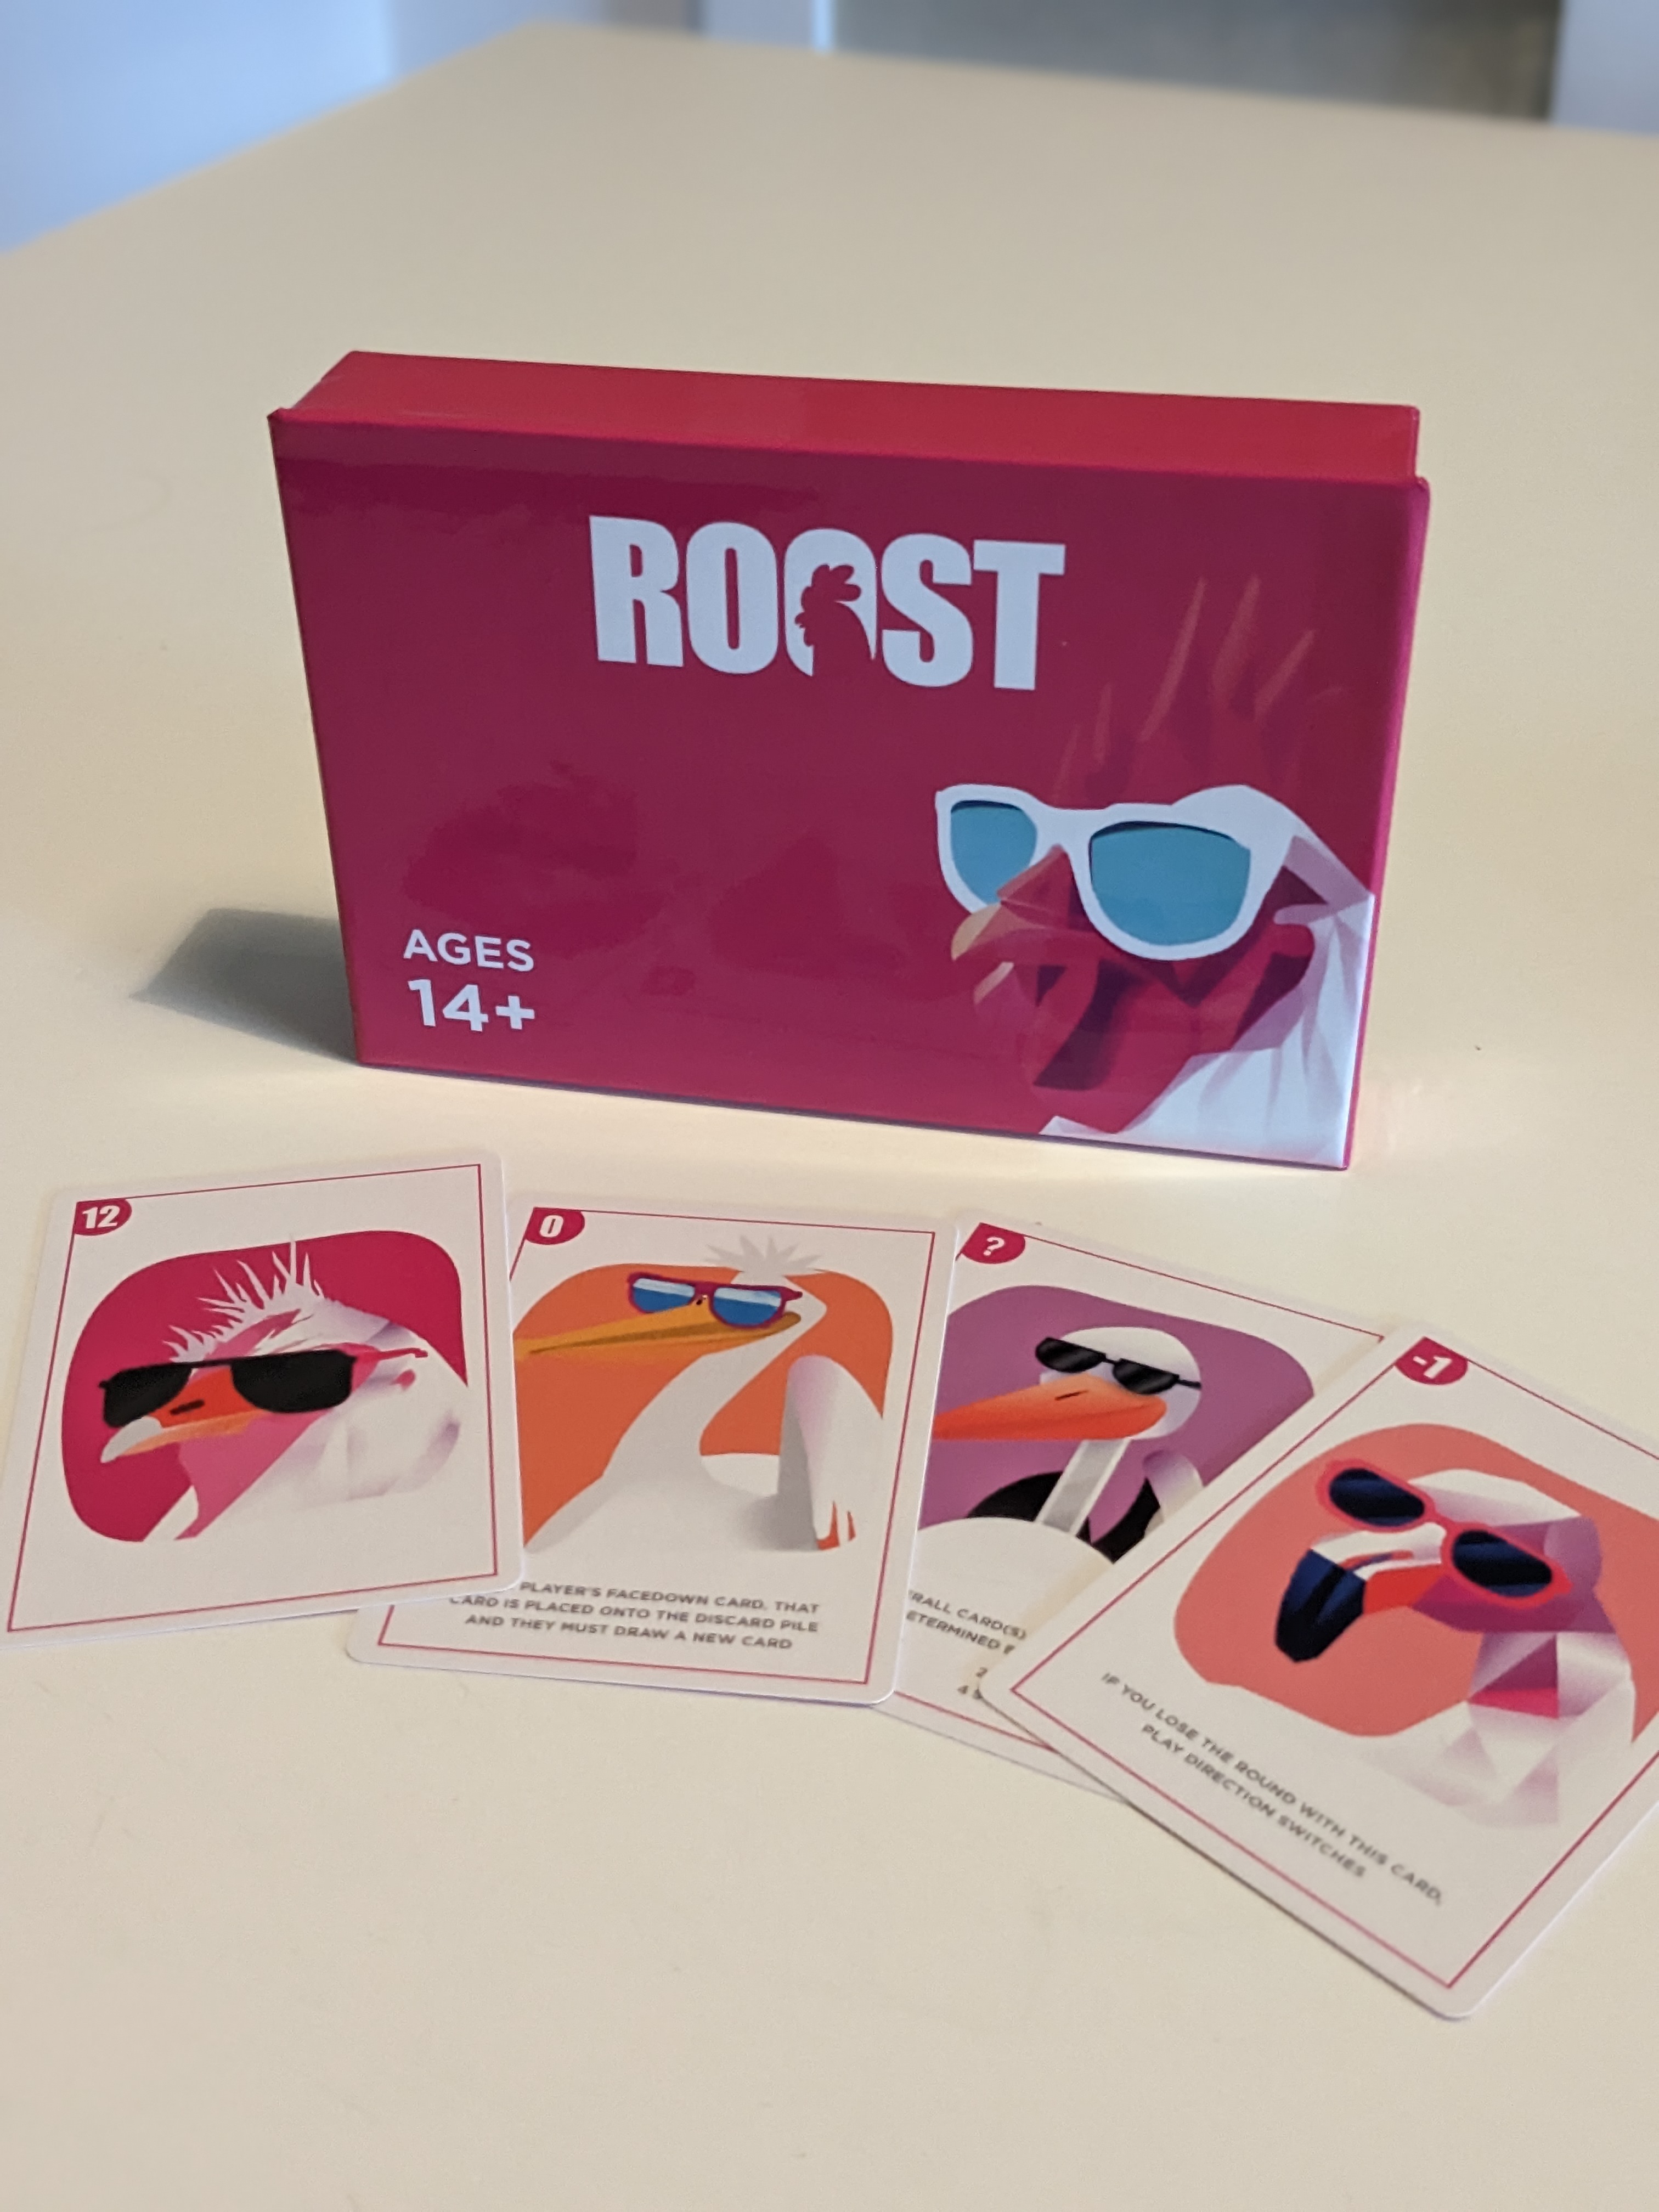 ROOST
AGES
14+
12
0
PLAYER'S FACEDOWN CARD. THAT
CARD IS PLACED ONTO THE DISCARD PILE
AND THEY MUST DRAW A NEW CARD
?
CARD(S)
-1
IF YOU LOSE THE ROUND WITH THIS CARD,
PLAY DIRECTION SWITCHES